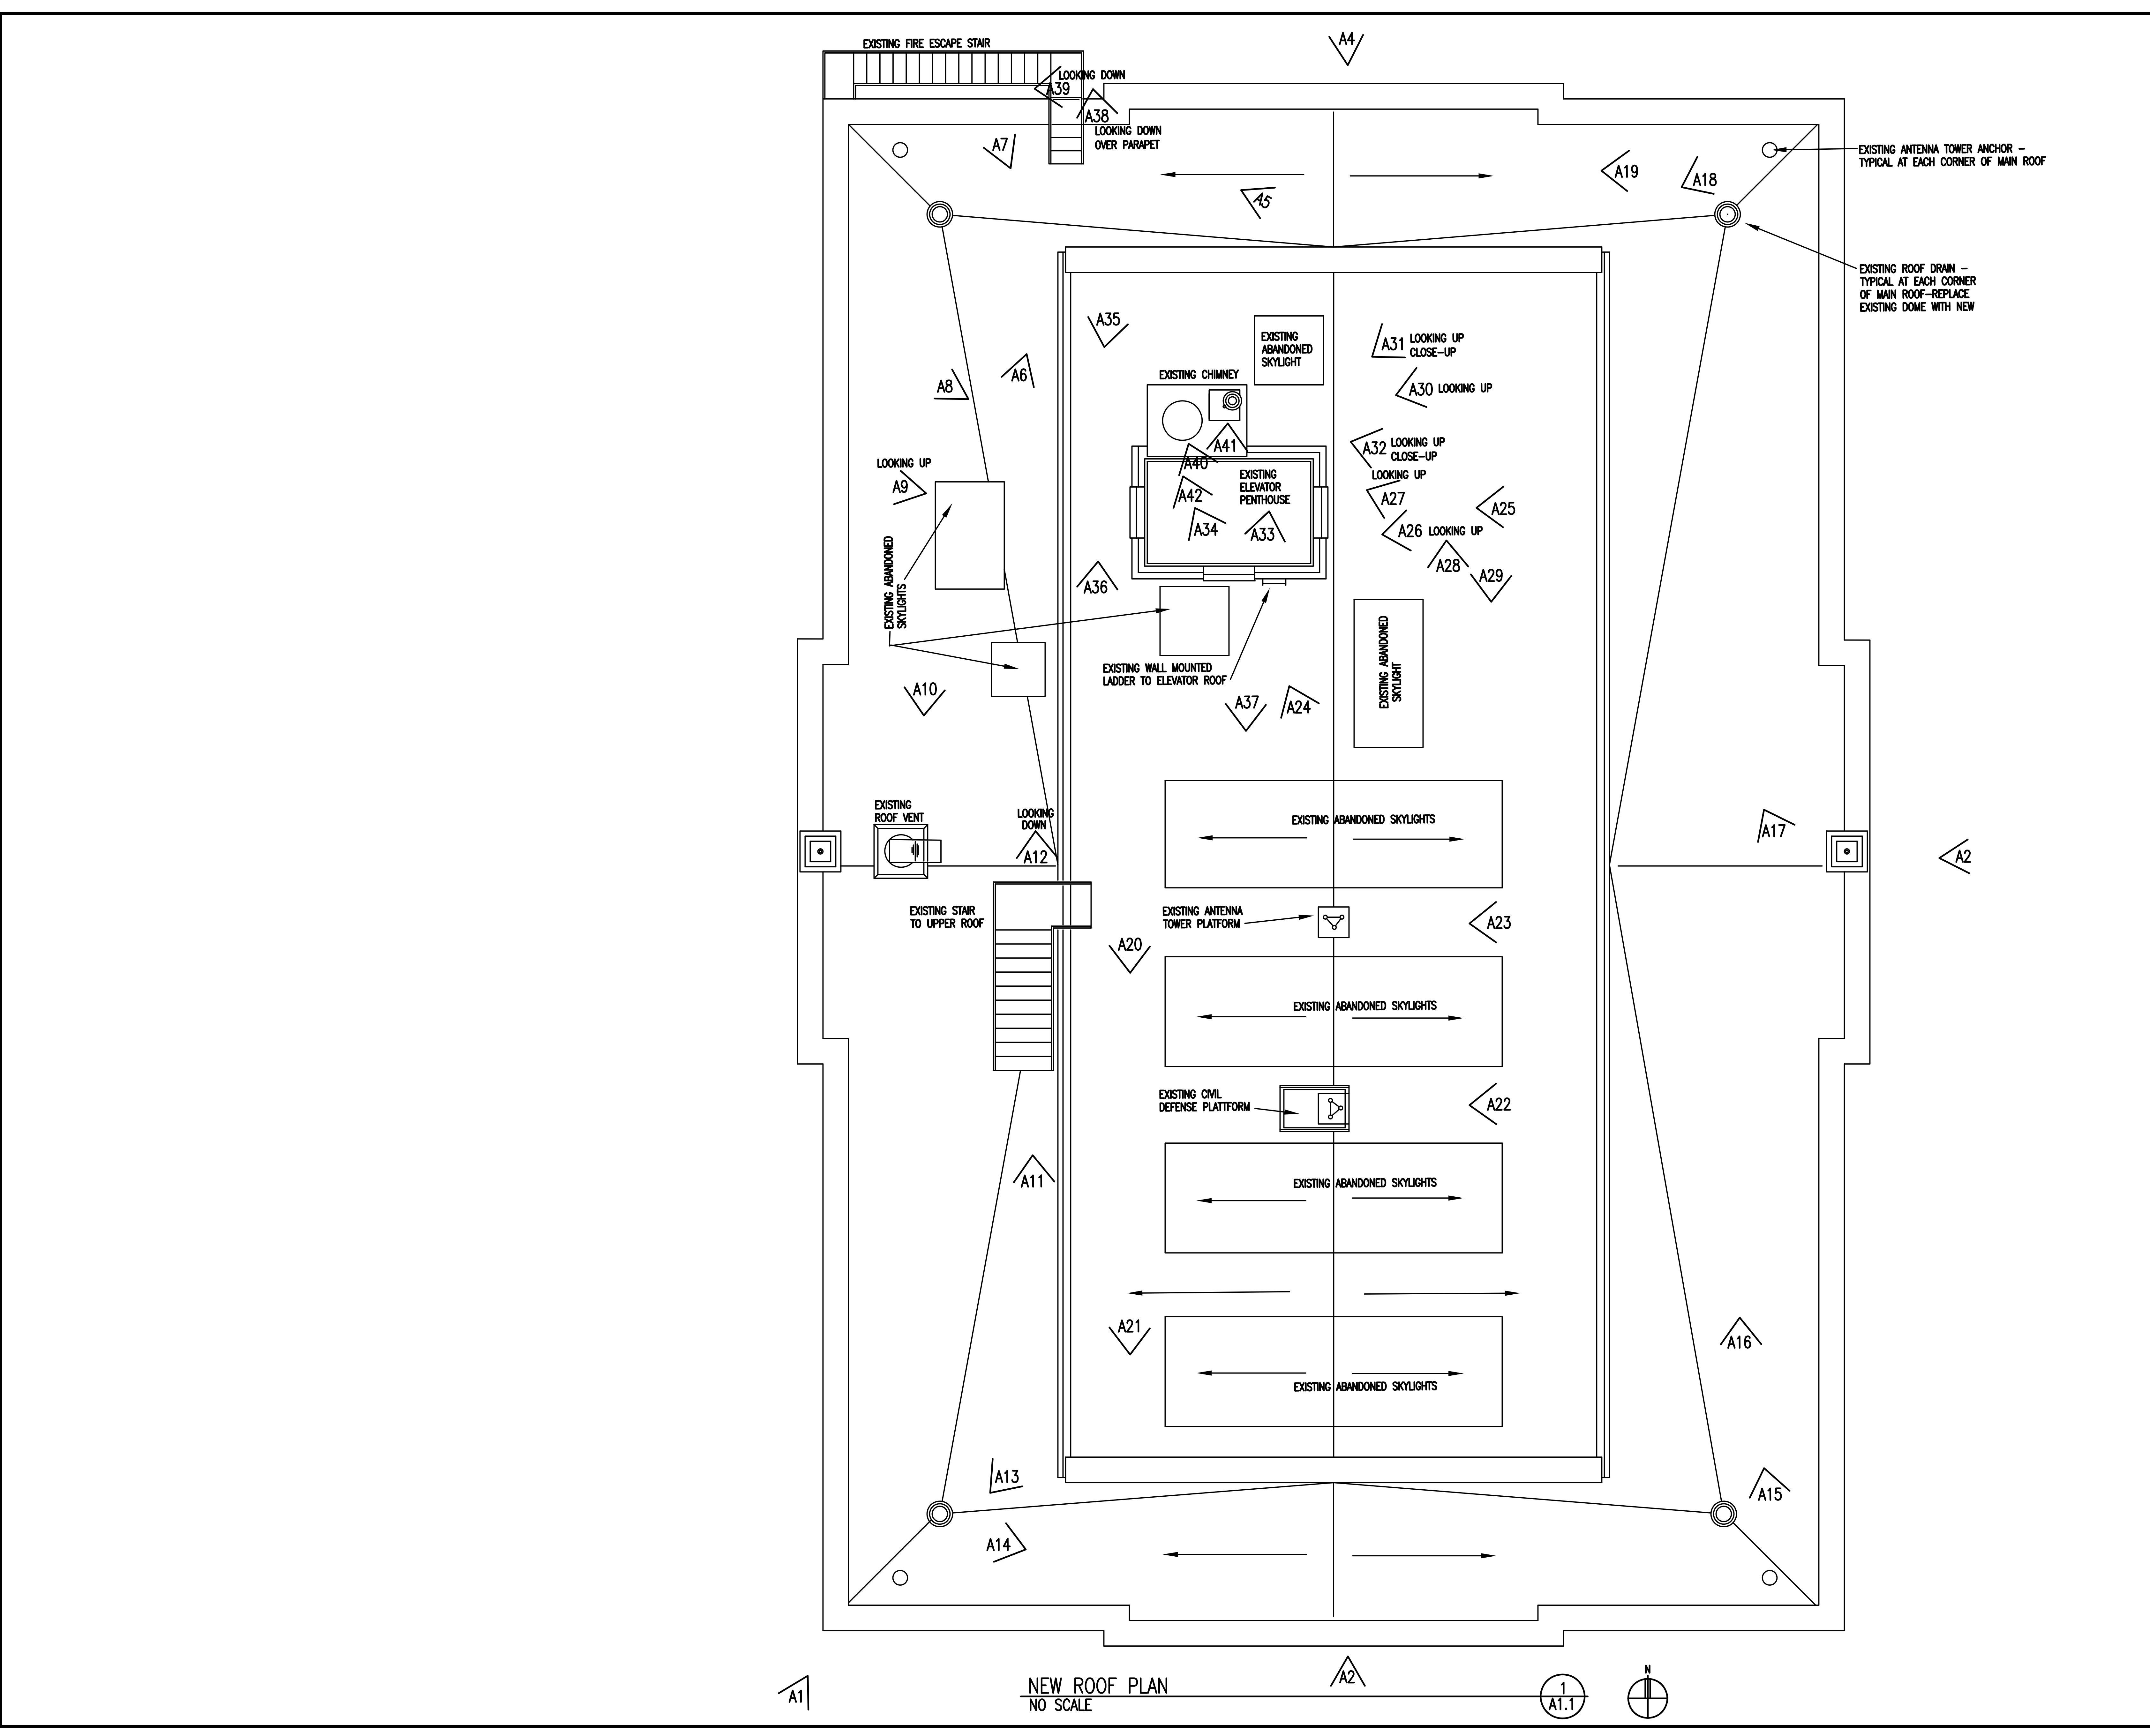 EXISTING FIRE ESCAPE STAIR
A4
LOOKING DOWN
A39
A38
LOOKING DOWN
OVER PARAPET
A7
A5
A19
A18
EXISTING ANTENNA TOWER ANCHOR –
TYPICAL AT EACH CORNER OF MAIN ROOF
EXISTING ROOF DRAIN –
TYPICAL AT EACH CORNER
OF MAIN ROOF-REPLACE
EXISTING DOME WITH NEW
A35
EXISTING
ABANDONED
SKYLIGHT
A31 LOOKING UP
CLOSE-UP
A6
A8
EXISTING CHIMNEY
A30 LOOKING UP
A41
A32 LOOKING UP
CLOSE-UP
LOOKING UP
A9
A40
EXISTING
ELEVATOR
PENTHOUSE
LOOKING UP
A27
A42
A25
A34
A33
A26 LOOKING UP
A28
A29
A36
EXISTING ABANDONED
SKYLIGHTS
EXISTING WALL MOUNTED
LADDER TO ELEVATOR ROOF
EXISTING ABANDONED
SKYLIGHT
A10
A37
A24
EXISTING
ROOF VENT
LOOKING
DOWN
A12
EXISTING ABANDONED SKYLIGHTS
A17
A2
EXISTING STAIR
TO UPPER ROOF
EXISTING ANTENNA
TOWER PLATFORM
A23
A20
EXISTING ABANDONED SKYLIGHTS
EXISTING CIVIL
DEFENSE PLATTFORM
A22
A11
EXISTING ABANDONED SKYLIGHTS
A21
A16
EXISTING ABANDONED SKYLIGHTS
A13
A15
A14
A1
NEW ROOF PLAN
NO SCALE
A2
1
A1.1
N